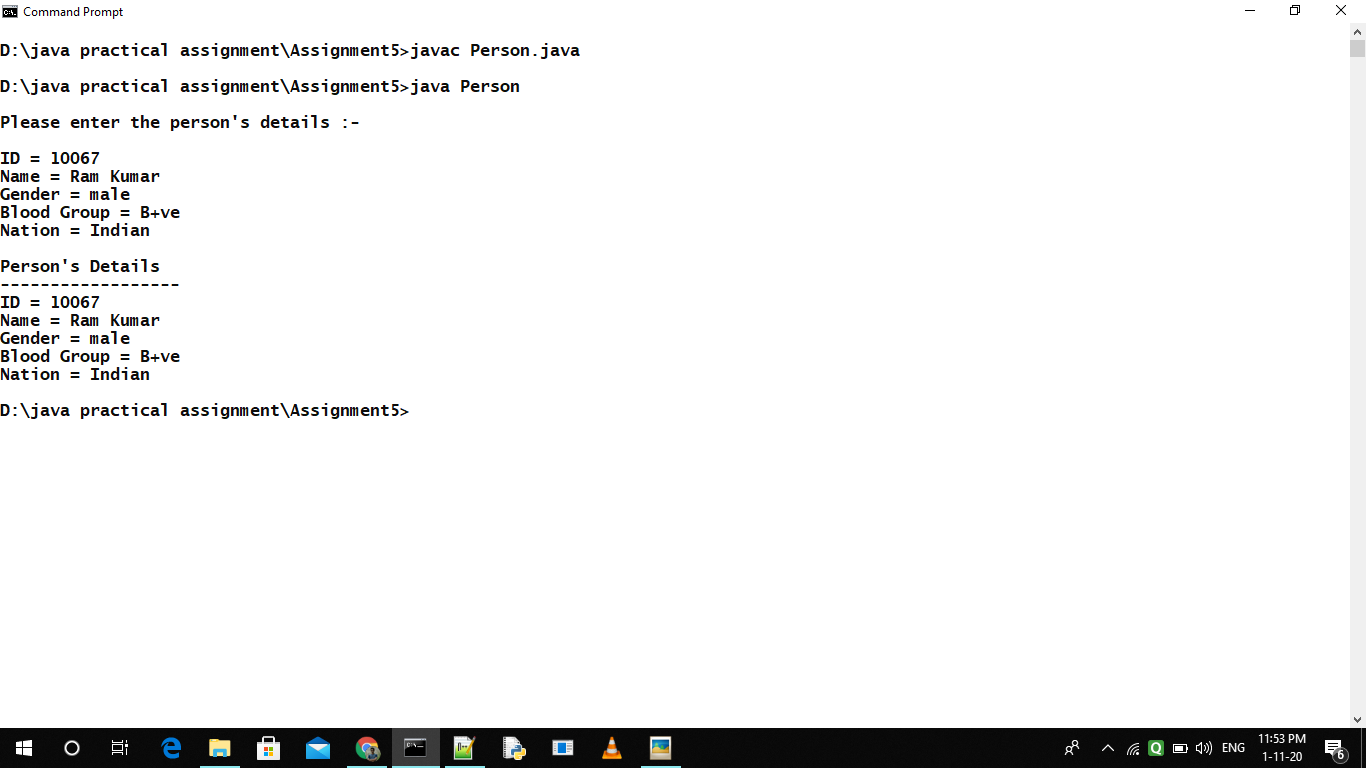 Command Prompt
D:\java practical assignment\Assignment5>javac Person.java
D:\java practical assignment\Assignment5>java Person
Please enter the person's details :-
ID = 10067
Name = Ram Kumar
Gender = male
Blood Group = B+ve
Nation = Indian
Person's Details
------------------
ID = 10067
Name = Ram Kumar
Gender = male
Blood Group = B+ve
Nation = Indian
D:\java practical assignment\Assignment5>
ENG
11:53 PM
1-11-20
6